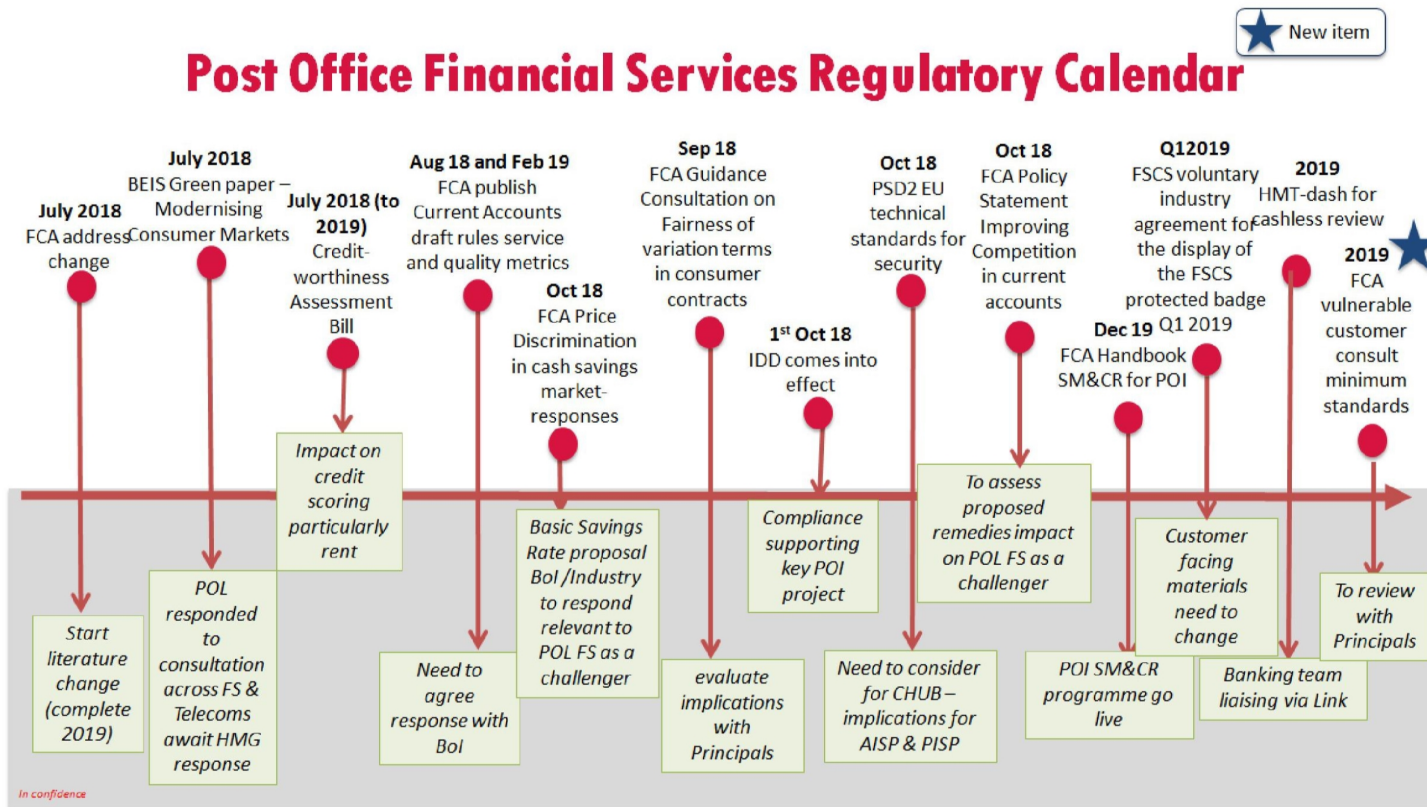 New item
Post Office Financial Services Regulatory Calendar
July 2018
FCA address
change
July 2018
BEIS Green paper –
Modernising
Consumer Markets
July 2018 (to
2019)
Credit-
worthiness
Assessment
Bill
Aug 18 and Feb 19
FCA publish
Current Accounts
draft rules service
and quality metrics
Oct 18
FCA Price
Discrimination
in cash savings
market-
responses
Sep 18
FCA Guidance
Consultation on
Fairness of
variation terms
in consumer
contracts
1st Oct 18
IDD comes into
effect
Oct 18
PSD2 EU
technical
standards for
security
Oct 18
FCA Policy
Statement
Improving
Competition
in current
accounts
Dec 19
FCA Handbook
SM&CR for POI
Q12019
FSCS voluntary
industry
agreement for
the display of
the FSCS
protected badge
Q1 2019
2019
HMT-dash for
cashless review
2019
FCA
vulnerable
customer
consult
minimum
standards
Start
literature
change
(complete
2019)
POL
responded
to
consultation
across FS &
Telecoms
await HMG
response
Impact on
credit
scoring
particularly
rent
Need to
agree
response with
BoI
Basic Savings
Rate proposal
BoI /Industry
to respond
relevant to
POL FS as a
challenger
evaluate
implications
with
Principals
Compliance
supporting
key POI
project
Need to consider
for CHUB –
implications for
AISP & PISP
To assess
proposed
remedies impact
on POL FS as a
challenger
POI SM&CR
programme go
live
Customer
facing
materials
need to
change
Banking team
liaising via Link
To review
with
Principals
In confidence